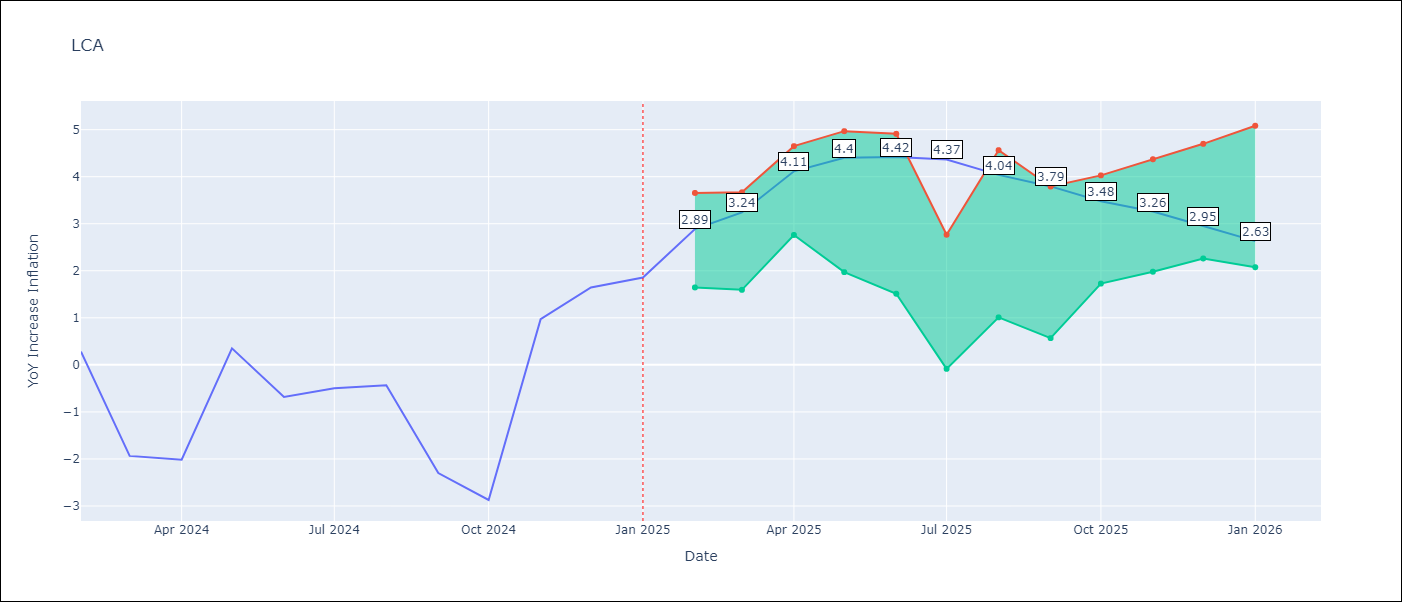 LCA
YoY Increase Inflation
5
4
3
2
1
0
−1
−2
−3
2.89
3.24
4.11
4.4
4.42
4.37
4.04
3.79
3.48
3.26
2.95
2.63
Apr 2024
Jul 2024
Oct 2024
Jan 2025
Apr 2025
Jul 2025
Oct 2025
Jan 2026
Date